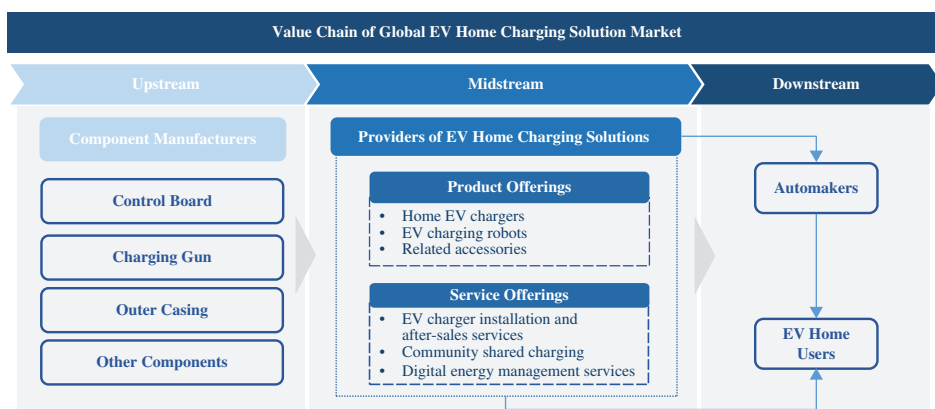 Value Chain of Global EV Home Charging Solution Market
Upstream
Midstream
Downstream
Component Manufacturers
Control Board
Charging Gun
Outer Casing
Other Components
Providers of EV Home Charging Solutions
Product Offerings
• Home EV chargers
• EV charging robots
• Related accessories
Service Offerings
• EV charger installation and
after-sales services
• Community shared charging
• Digital energy management services
Automakers
EV Home
Users